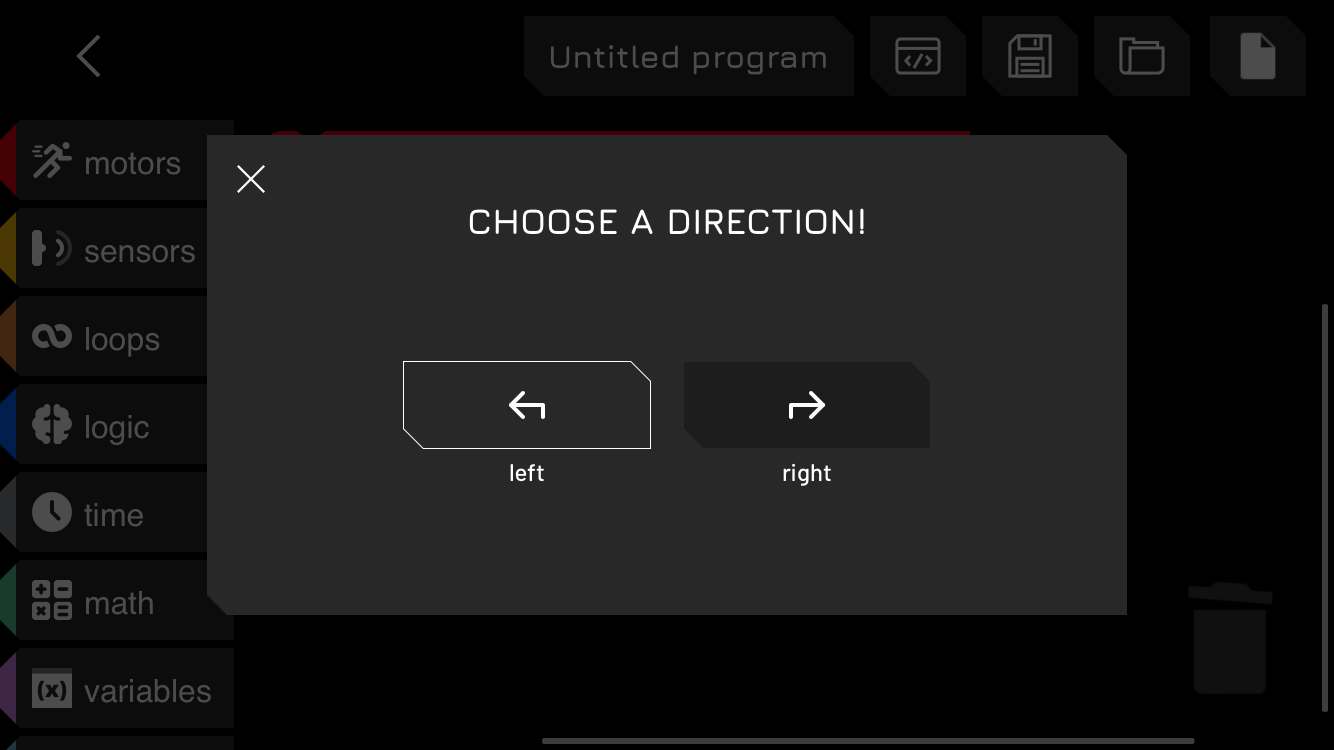 Untitled program
motors
sensors
loops
logic
time
math
(x) variables
CHOOSE A DIRECTION!
left
right